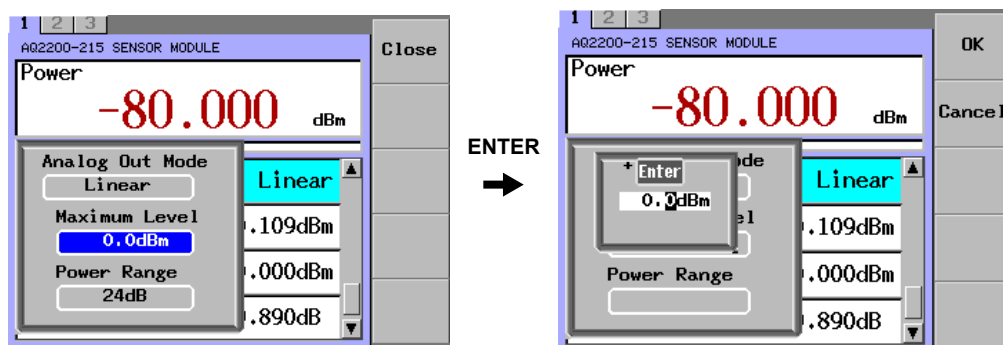 1 2 3
AQ2200-215 SENSOR MODULE
Close
Power
-80.000 dBm
Analog Out Mode
Linear
Linear
Maximum Level
.109dBm
0.0dBm
Power Range
.000dBm
24dB
.890dB
ENTER
1 2 3
AQ2200-215 SENSOR MODULE
OK
Power
-80.000 dBm
Cancel
+ Enter
de
Linear
0.0dBm
el
.109dBm
Power Range
.000dBm
.890dB